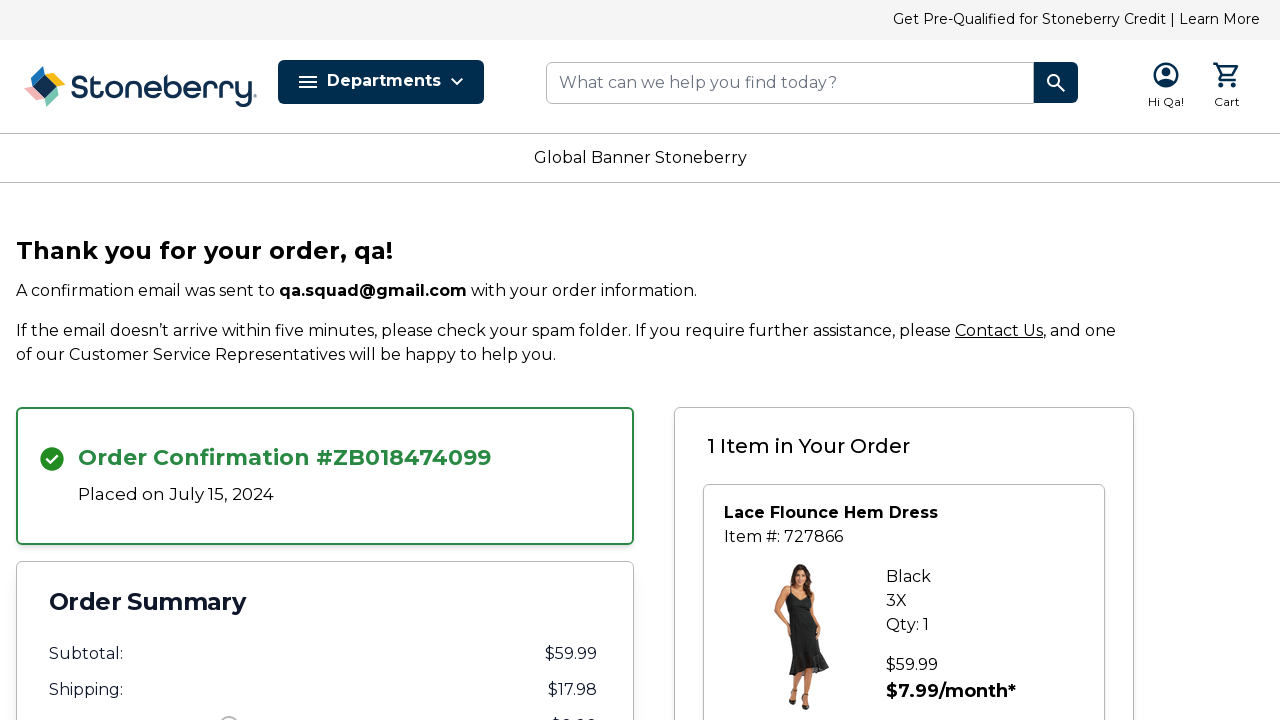 Get Pre-Qualified for Stoneberry Credit | Learn More
Stoneberry
Departments
What can we help you find today?
Hi Qa!
Cart
Global Banner Stoneberry
Thank you for your order, qa!
A confirmation email was sent to qa.squad@gmail.com with your order information.
If the email doesn’t arrive within five minutes, please check your spam folder. If you require further assistance, please Contact Us, and one
of our Customer Service Representatives will be happy to help you.
Order Confirmation #ZB018474099
Placed on July 15, 2024
Order Summary
Subtotal: $59.99
Shipping: $17.98
1 Item in Your Order
Lace Flounce Hem Dress
Item #: 727866
Black
3X
Qty: 1
$59.99
$7.99/month*